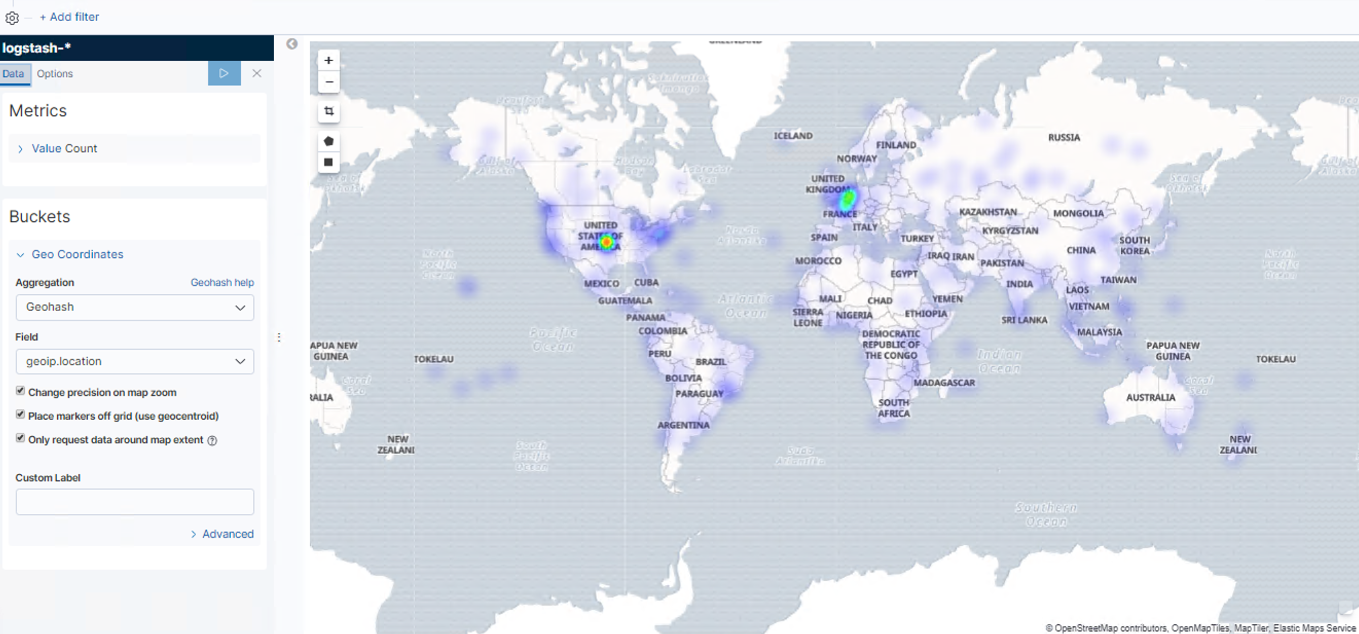 + Add filter
logstash-*
Data Options
Metrics
Value Count
Buckets
Geo Coordinates
Aggregation Geohash help
Geohash
Field
geoip.location
Change precision on map zoom
Place markers off grid (use geocentroid)
Only request data around map extent
Custom Label
Advanced
+
−
ICELAND
RUSSIA
FINLAND
NORWAY
UNITED
KINGDOM
FRANCE
ITALY
SPAIN
TURKEY
KAZAKHSTAN
MONGOLIA
KYRGYZSTAN
CHINA
SOUTH
KOREA
IRAQ IRAN
PAKISTAN
MOROCCO
EGYPT
INDIA
TAIWAN
LAOS
UNITED
STATES OF
AMERICA
MEXICO
CUBA
GUATEMALA
PANAMA
COLOMBIA
PERU
BRAZIL
BOLIVIA
PARAGUAY
ARGENTINA
MALI
CHAD
YEMEN
SIERRA
LEONE
NIGERIA
ETHIOPIA
SRI LANKA
VIETNAM
MALAYSIA
DEMOCRATIC
REPUBLIC OF
THE CONGO
MADAGASCAR
SOUTH
AFRICA
APUA NEW
GUINEA
TOKELAU
RALIA
NEW
ZEALANI
PAPUA NEW
GUINEA
TOKELAU
AUSTRALIA
NEW
ZEALANI
Pacific
Ocean
Atlantic
Ocean
Indian
Ocean
South
Pacific
Ocean
Southern
Ocean
© OpenStreetMap contributors, OpenMapTiles, MapTiler, Elastic Maps Service